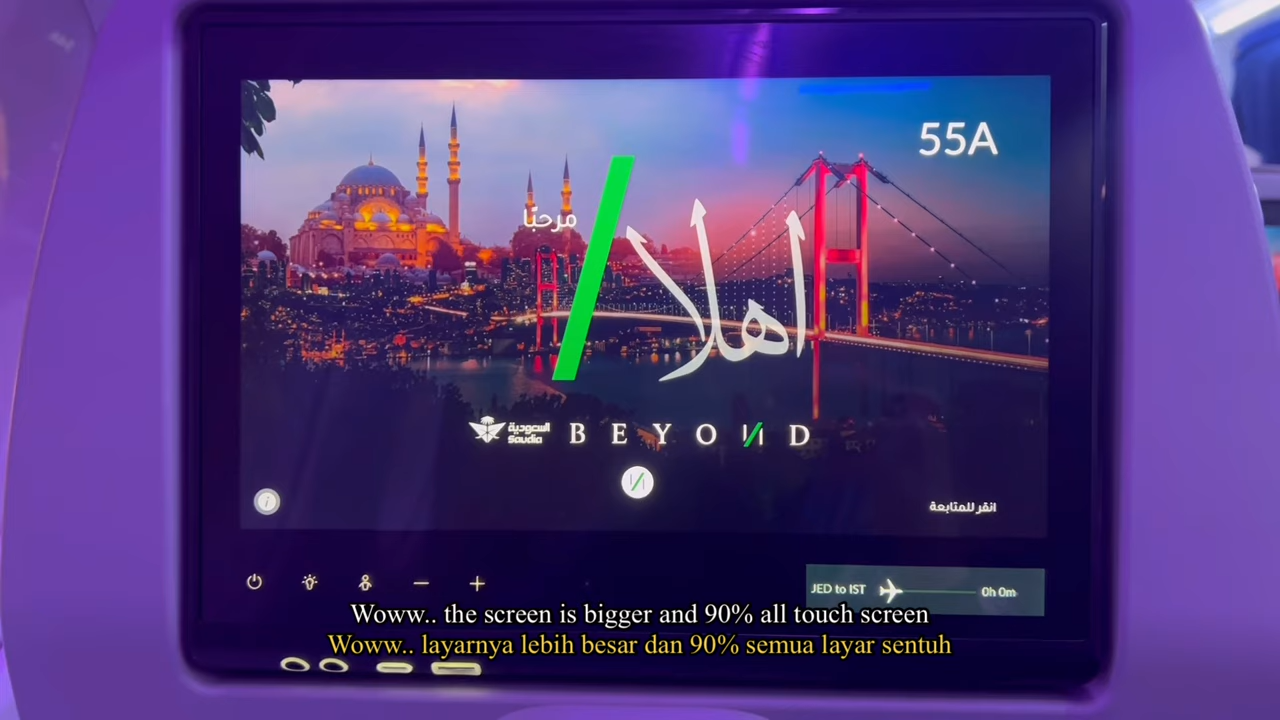 55A
مرحبًا
اهلا
السعودية
saudia
BEYOND
انقر للمتابعة
JED to IST
0h 0m
Woww.. the screen is bigger and 90% all touch screen
Woww.. layarnya lebih besar dan 90% semua layar sentuh